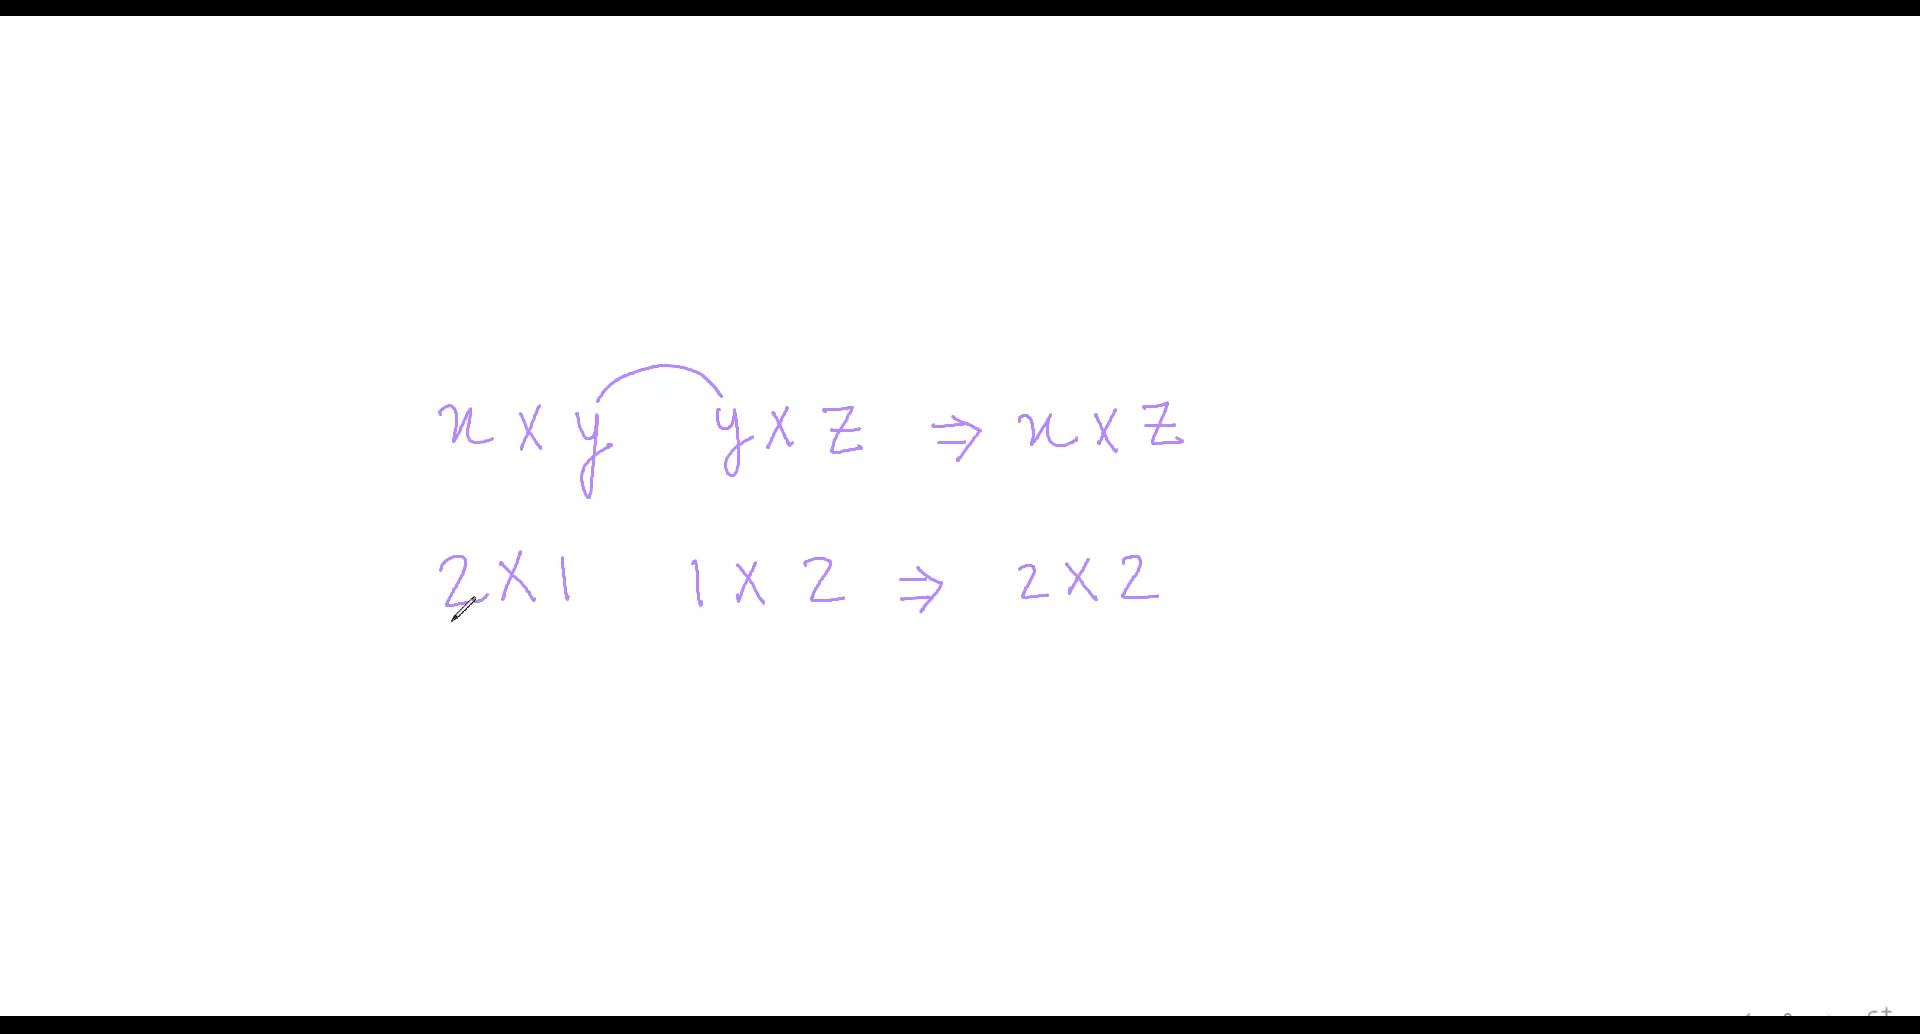 x × y y × z ⇒ x × z
2 × 1 1 × 2 ⇒ 2 × 2